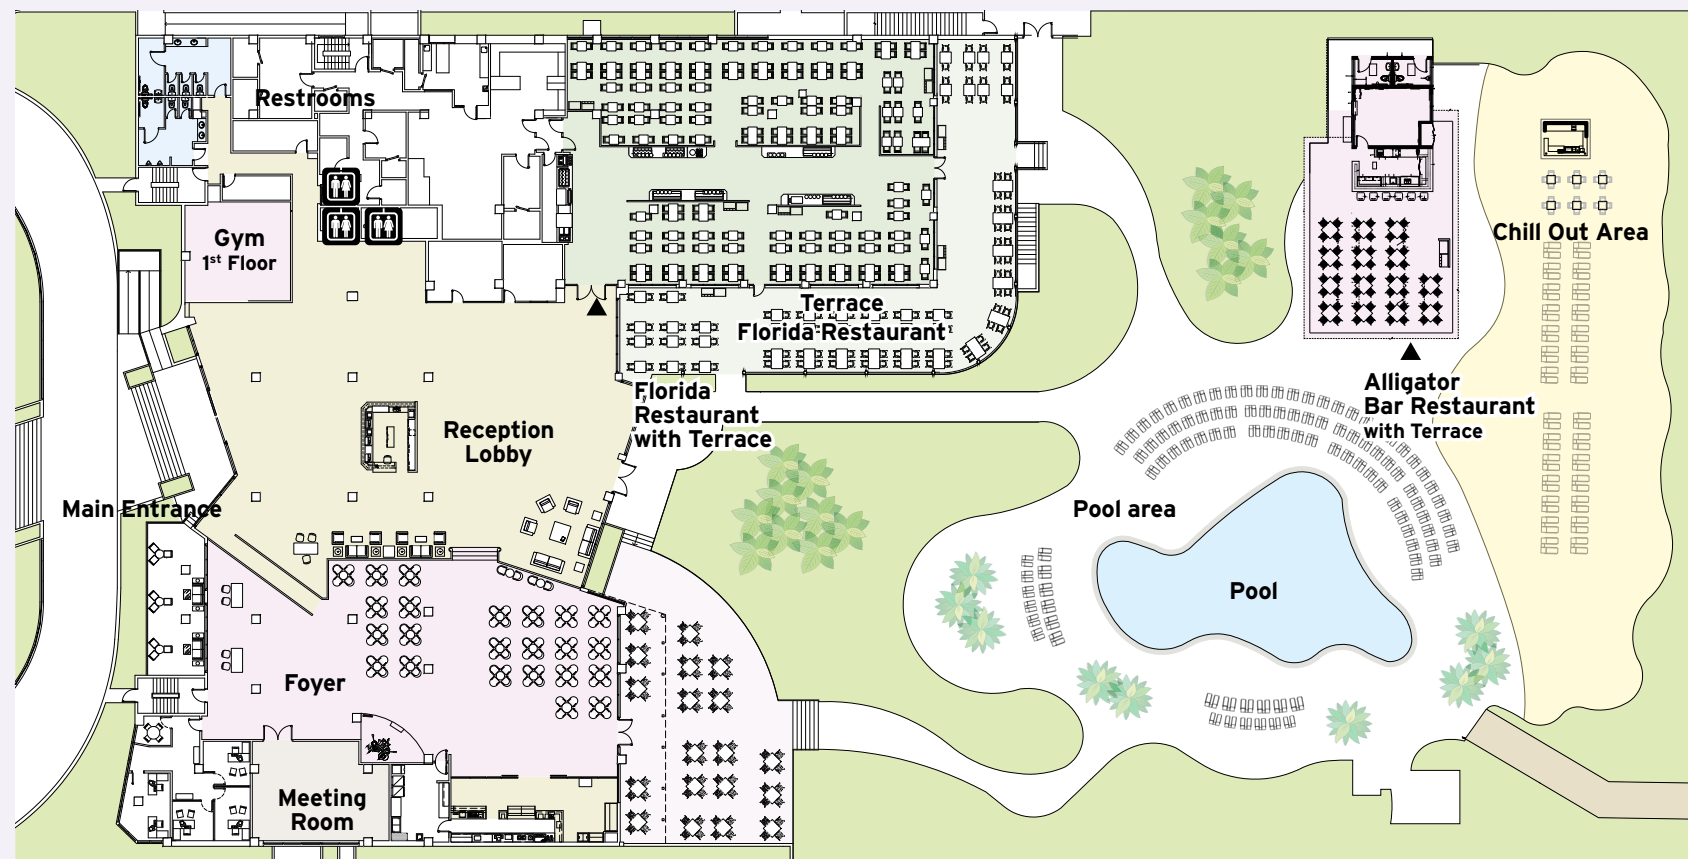 Restrooms
Gym
1st Floor
Terrace
Florida Restaurant
Florida
Restaurant
with Terrace
Reception
Lobby
Main Entrance
Foyer
Meeting
Room
Chill Out Area
Alligator
Bar Restaurant
with Terrace
Pool area
Pool